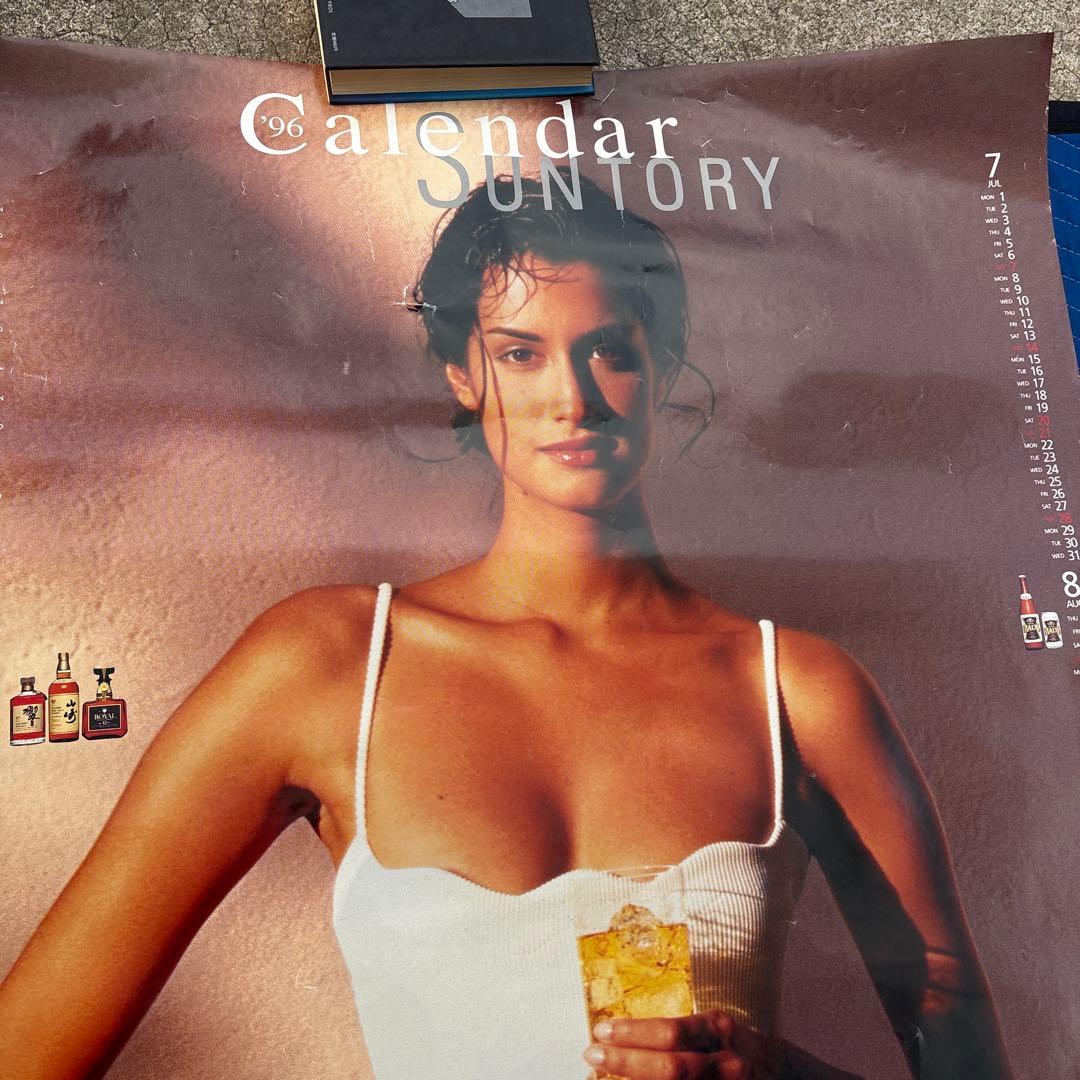 '96
Calendar
SUNTORY
7
JUL
MON 1
TUE 2
WED 3
THU 4
FRI 5
SAT 6
7
MON 8
TUE 9
WED 10
THU 11
FRI 12
SAT 13
14
MON 15
TUE 16
WED 17
THU 18
FRI 19
SAT 20
21
MON 22
TUE 23
WED 24
THU 25
FRI 26
SAT 27
28
MON 29
TUE 30
WED 31
8
AUG
THU
FRI
響
山崎
ROYAL